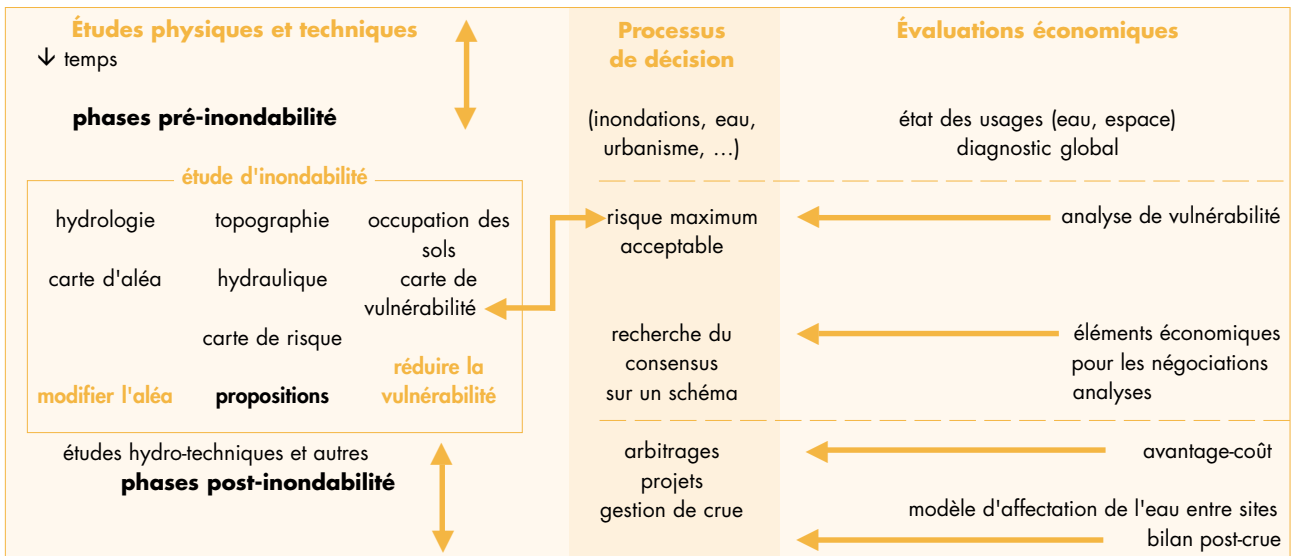 Études physiques et techniques
↓ temps
phases pré-inondabilité
étude d'inondabilité
hydrologie topographie occupation des
sols
carte d'aléa hydraulique carte de
vulnérabilité
carte de risque
réduire la
modifier l'aléa propositions vulnérabilité
études hydro-techniques et autres
phases post-inondabilité
Processus
de décision
(inondations, eau,
urbanisme, …)
risque maximum
acceptable
recherche du
consensus
sur un schéma
arbitrages
projets
gestion de crue
Évaluations économiques
état des usages (eau, espace)
diagnostic global
analyse de vulnérabilité
éléments économiques
pour les négociations
analyses
avantage-coût
modèle d'affectation de l'eau entre sites
bilan post-crue